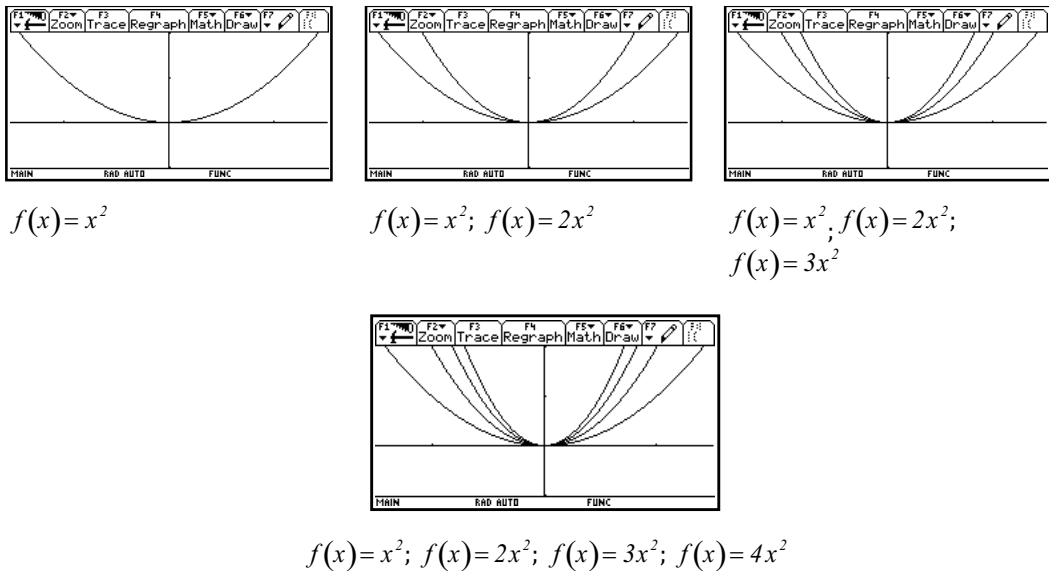 F1 F2 F3 F4 F5 F6 F7
Zoom Trace Regraph Math Draw
MAIN RAD AUTO FUNC
f(x) = x²
F1 F2 F3 F4 F5 F6 F7
Zoom Trace Regraph Math Draw
MAIN RAD AUTO FUNC
f(x) = x²; f(x) = 2x²
F1 F2 F3 F4 F5 F6 F7
Zoom Trace Regraph Math Draw
MAIN RAD AUTO FUNC
f(x) = x²; f(x) = 2x²;
f(x) = 3x²
F1 F2 F3 F4 F5 F6 F7
Zoom Trace Regraph Math Draw
MAIN RAD AUTO FUNC
f(x) = x²; f(x) = 2x²; f(x) = 3x²; f(x) = 4x²